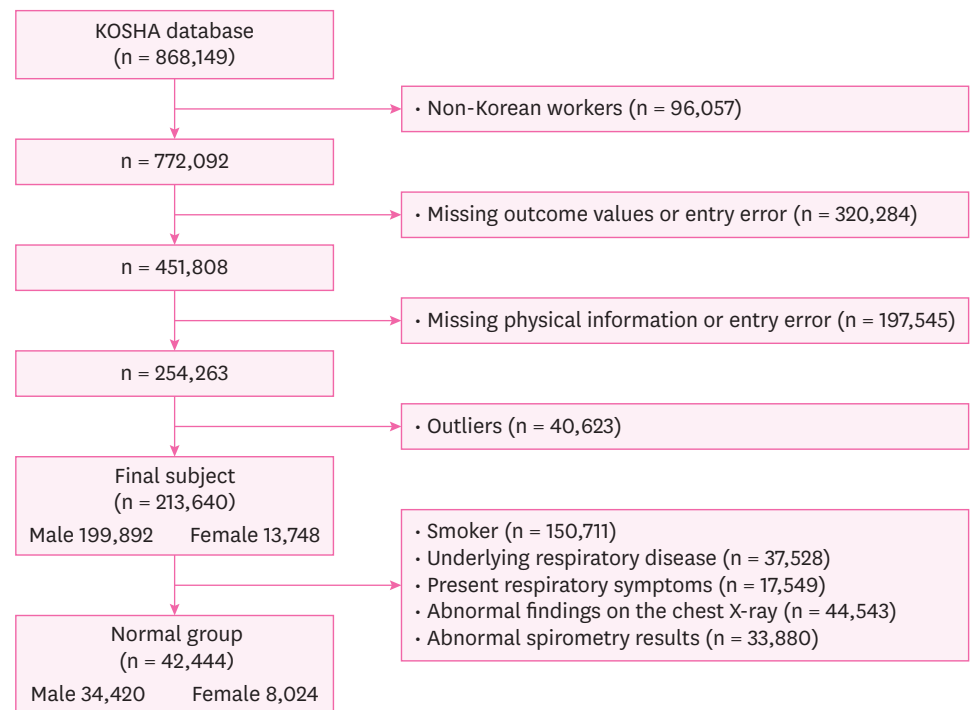 KOSHA database
(n = 868,149)
· Non-Korean workers (n = 96,057)
n = 772,092
· Missing outcome values or entry error (n = 320,284)
n = 451,808
· Missing physical information or entry error (n = 197,545)
n = 254,263
· Outliers (n = 40,623)
Final subject
(n = 213,640)
Male 199,892 Female 13,748
· Smoker (n = 150,711)
· Underlying respiratory disease (n = 37,528)
· Present respiratory symptoms (n = 17,549)
· Abnormal findings on the chest X-ray (n = 44,543)
· Abnormal spirometry results (n = 33,880)
Normal group
(n = 42,444)
Male 34,420 Female 8,024